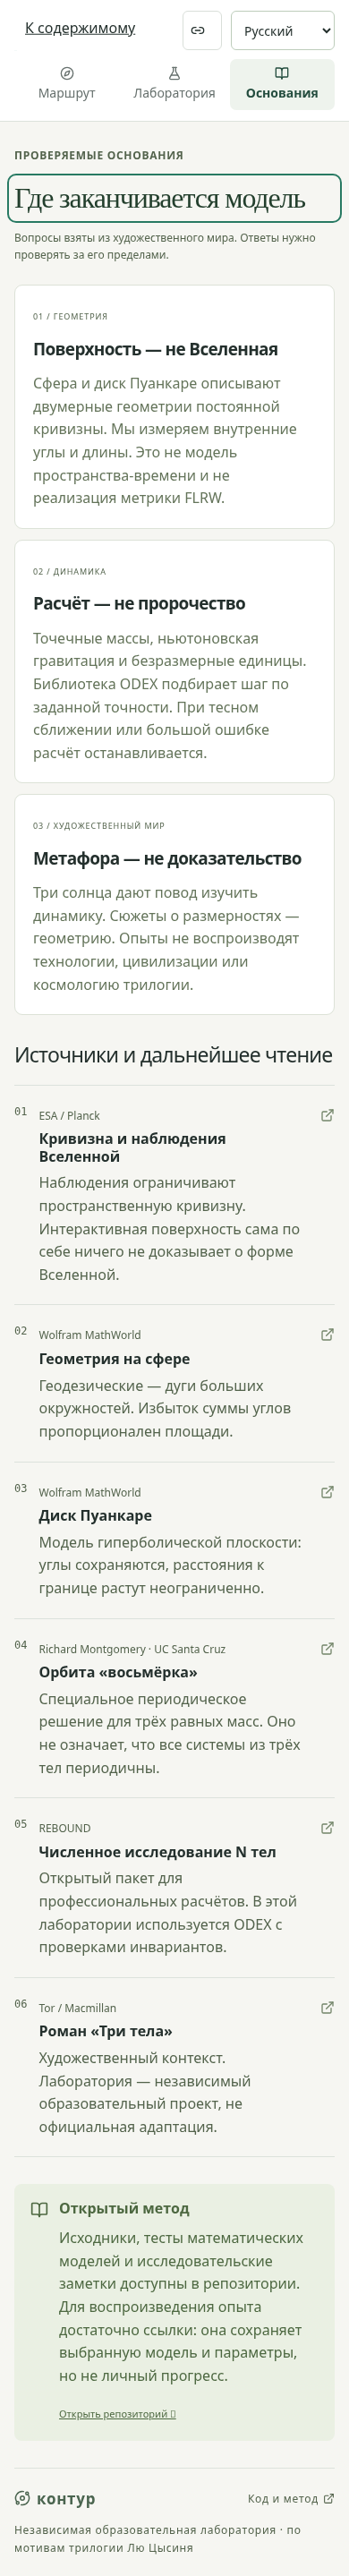 К содержимому
Русский
Маршрут
Лаборатория
Основания
ПРОВЕРЯЕМЫЕ ОСНОВАНИЯ
Где заканчивается модель
Вопросы взяты из художественного мира. Ответы нужно
проверять за его пределами.
01 / ГЕОМЕТРИЯ
Поверхность — не Вселенная
Сфера и диск Пуанкаре описывают
двумерные геометрии постоянной
кривизны. Мы измеряем внутренние
углы и длины. Это не модель
пространства-времени и не
реализация метрики FLRW.
02 / ДИНАМИКА
Расчёт — не пророчество
Точечные массы, ньютоновская
гравитация и безразмерные единицы.
Библиотека ODEX подбирает шаг по
заданной точности. При тесном
сближении или большой ошибке
расчёт останавливается.
03 / ХУДОЖЕСТВЕННЫЙ МИР
Метафора — не доказательство
Три солнца дают повод изучить
динамику. Сюжеты о размерностях —
геометрию. Опыты не воспроизводят
технологии, цивилизации или
космологию трилогии.
Источники и дальнейшее чтение
01
ESA / Planck
Кривизна и наблюдения
Вселенной
Наблюдения ограничивают
пространственную кривизну.
Интерактивная поверхность сама по
себе ничего не доказывает о форме
Вселенной.
02
Wolfram MathWorld
Геометрия на сфере
Геодезические — дуги больших
окружностей. Избыток суммы углов
пропорционален площади.
03
Wolfram MathWorld
Диск Пуанкаре
Модель гиперболической плоскости:
углы сохраняются, расстояния к
границе растут неограниченно.
04
Richard Montgomery · UC Santa Cruz
Орбита «восьмёрка»
Специальное периодическое
решение для трёх равных масс. Оно
не означает, что все системы из трёх
тел периодичны.
05
REBOUND
Численное исследование N тел
Открытый пакет для
профессиональных расчётов. В этой
лаборатории используется ODEX с
проверками инвариантов.
06
Tor / Macmillan
Роман «Три тела»
Художественный контекст.
Лаборатория — независимый
образовательный проект, не
официальная адаптация.
Открытый метод
Исходники, тесты математических
моделей и исследовательские
заметки доступны в репозитории.
Для воспроизведения опыта
достаточно ссылки: она сохраняет
выбранную модель и параметры,
но не личный прогресс.
Открыть репозиторий
контур
Код и метод
Независимая образовательная лаборатория · по
мотивам трилогии Лю Цысиня